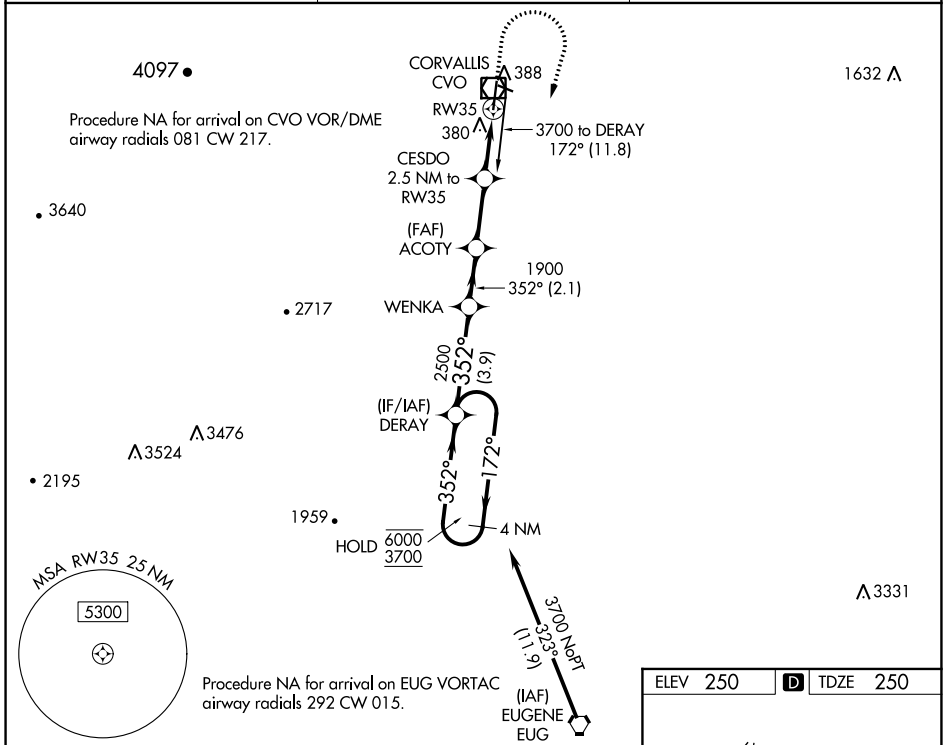 4097
CORVALLIS
CVO
388
1632
Procedure NA for arrival on CVO VOR/DME
airway radials 081 CW 217.
RW35
380
3700 to DERAY
172° (11.8)
CESDO
2.5 NM to
RW35
3640
(FAF)
ACOTY
1900
352° (2.1)
2717
WENKA
2500
352°
(3.9)
(IF/IAF)
DERAY
3476
3524
352°
172°
2195
1959
HOLD
6000
3700
4 NM
MSA RW35 25 NM
5300
3331
3700 NoPT
323°
(11.9)
Procedure NA for arrival on EUG VORTAC
airway radials 292 CW 015.
(IAF)
EUGENE
EUG
ELEV 250
D
TDZE 250